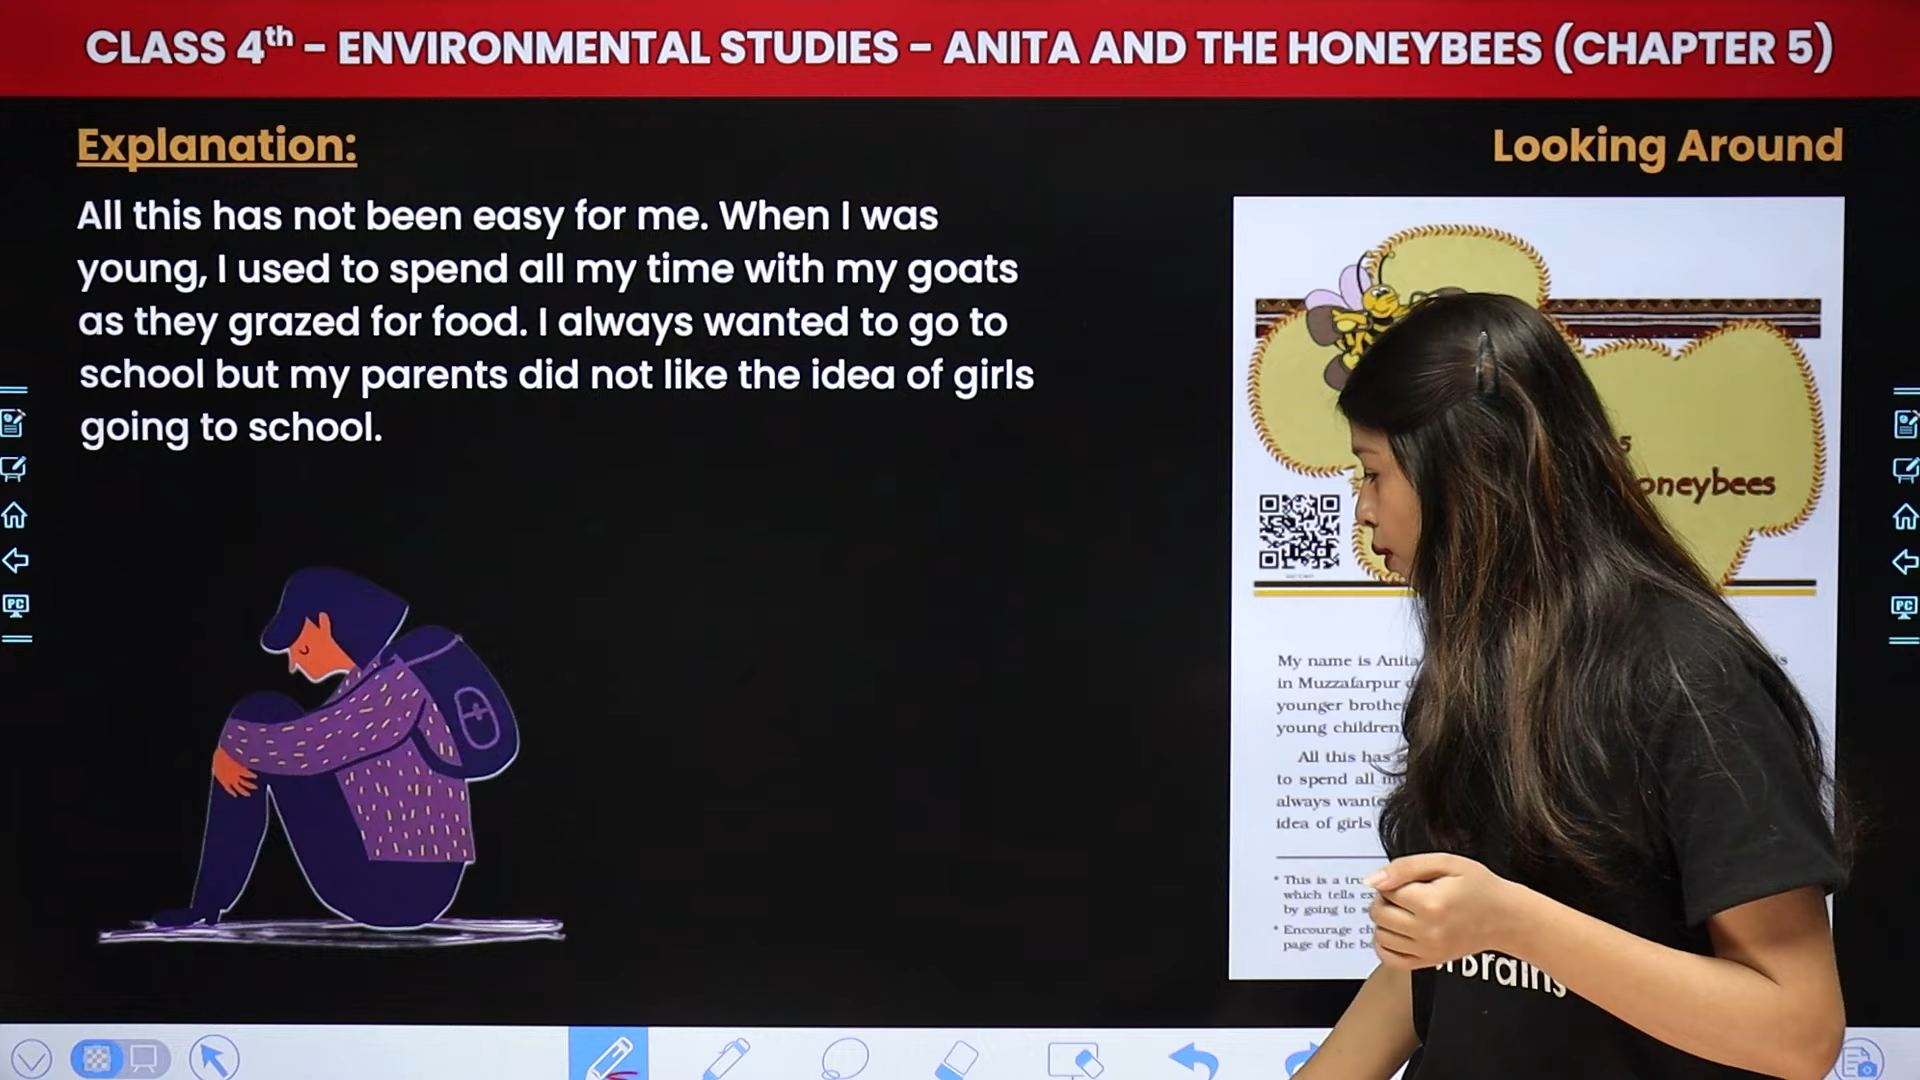 CLASS 4th – ENVIRONMENTAL STUDIES – ANITA AND THE HONEYBEES (CHAPTER 5)
Explanation:
Looking Around
All this has not been easy for me. When I was
young, I used to spend all my time with my goats
as they grazed for food. I always wanted to go to
school but my parents did not like the idea of girls
going to school.
oneybees
My name is Anita
in Muzzafarpur
younger brothe
young children
All this has
to spend all
always wante
idea of girls
* This is a tru
which tells
by going to
* Encourage
page of the
Brains
PC
PC